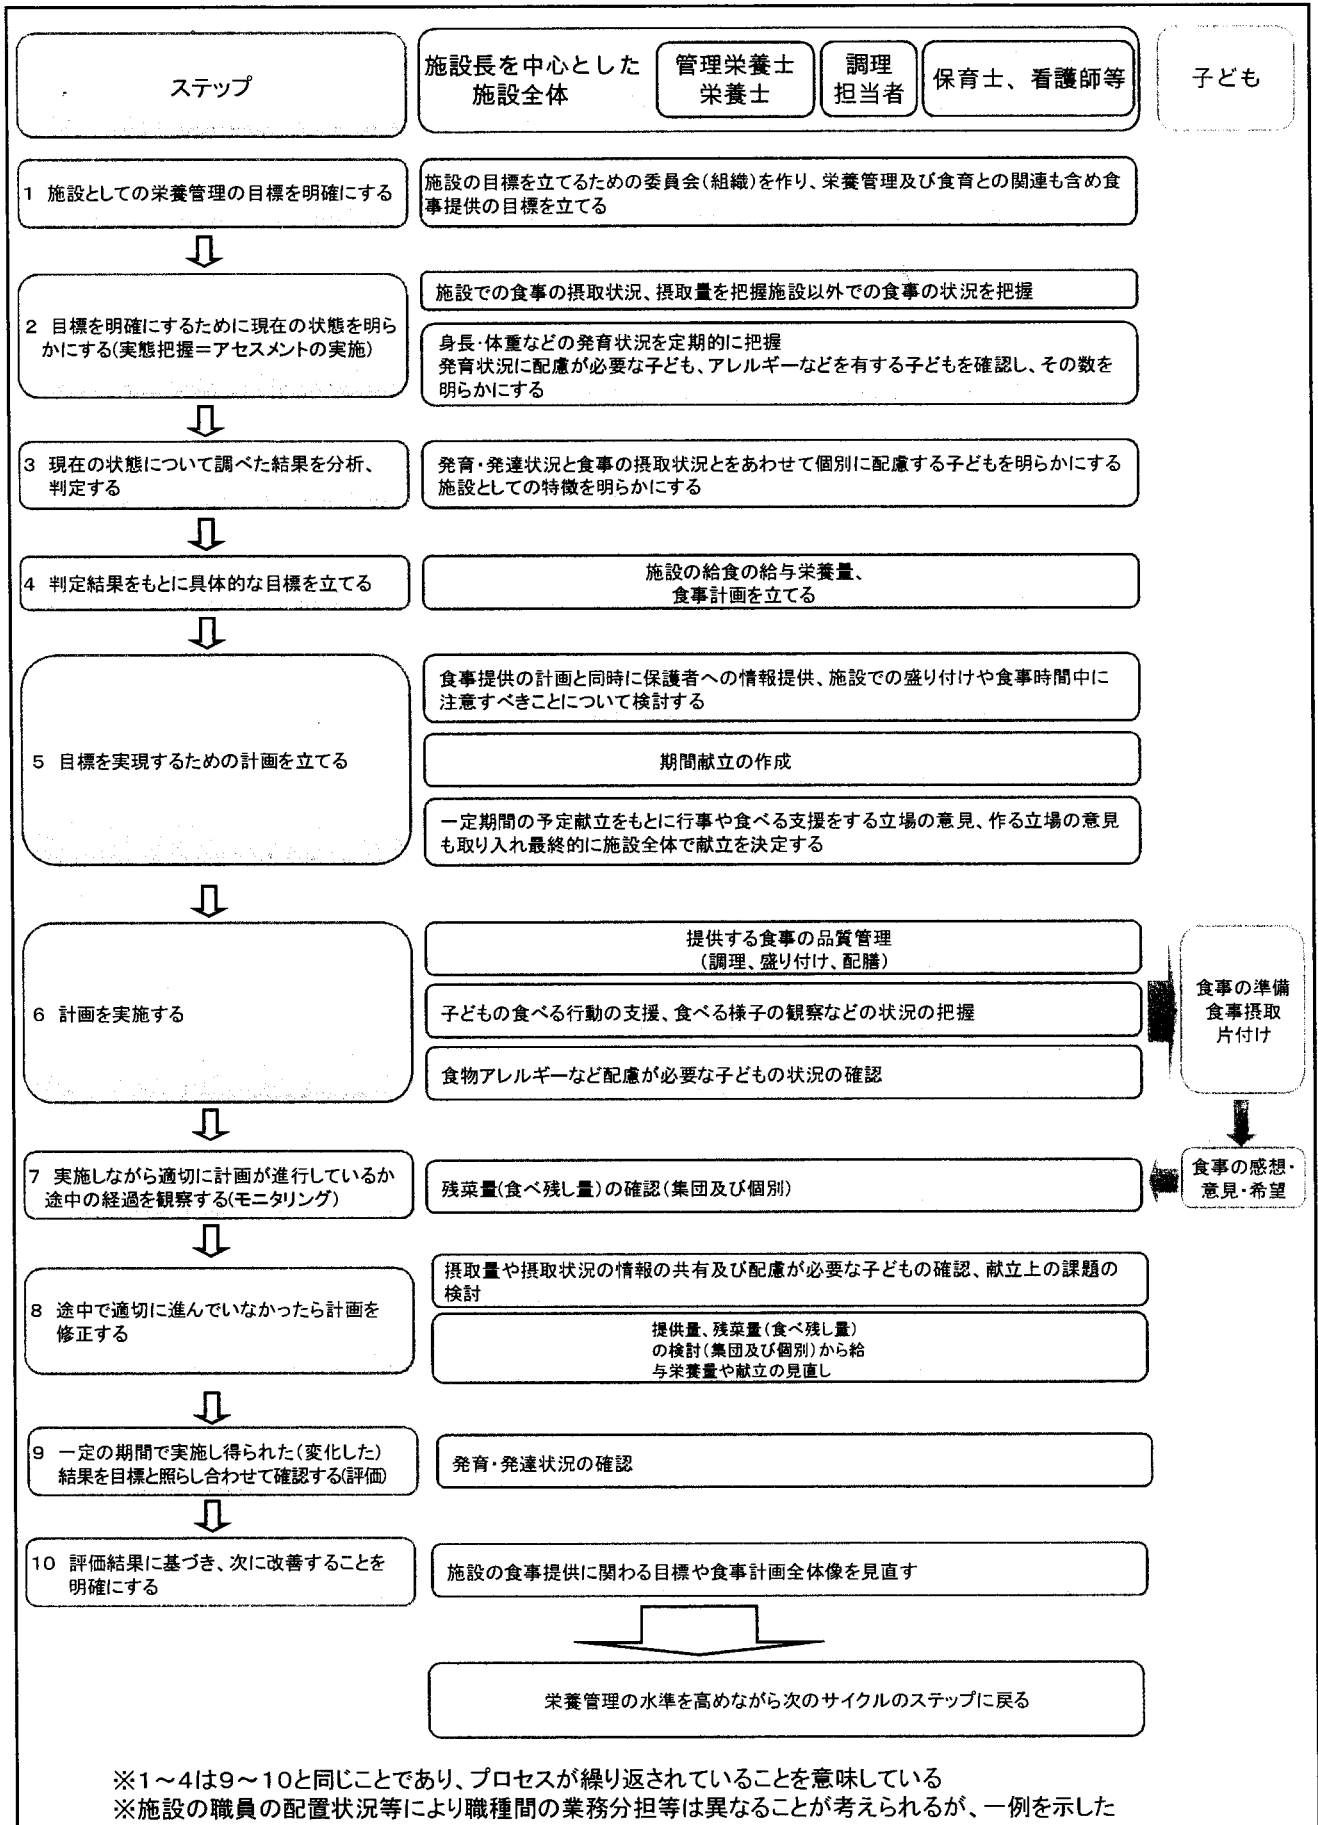 ステップ
施設長を中心とした
施設全体
管理栄養士
栄養士
調理
担当者
保育士、看護師等
子ども
1 施設としての栄養管理の目標を明確にする
施設の目標を立てるための委員会(組織)を作り、栄養管理及び食育との関連も含め食
事提供の目標を立てる
2 目標を明確にするために現在の状態を明ら
かにする(実態把握=アセスメントの実施)
施設での食事の摂取状況、摂取量を把握施設以外での食事の状況を把握
身長・体重などの発育状況を定期的に把握
発育状況に配慮が必要な子ども、アレルギーなどを有する子どもを確認し、その数を
明らかにする
3 現在の状態について調べた結果を分析、
判定する
発育・発達状況と食事の摂取状況とをあわせて個別に配慮する子どもを明らかにする
施設としての特徴を明らかにする
4 判定結果をもとに具体的な目標を立てる
施設の給食の給与栄養量、
食事計画を立てる
5 目標を実現するための計画を立てる
食事提供の計画と同時に保護者への情報提供、施設での盛り付けや食事時間中に
注意すべきことについて検討する
期間献立の作成
一定期間の予定献立をもとに行事や食べる支援をする立場の意見、作る立場の意見
も取り入れ最終的に施設全体で献立を決定する
6 計画を実施する
提供する食事の品質管理
(調理、盛り付け、配膳)
子どもの食べる行動の支援、食べる様子の観察などの状況の把握
食物アレルギーなど配慮が必要な子どもの状況の確認
食事の準備
食事摂取
片付け
7 実施しながら適切に計画が進行しているか
途中の経過を観察する(モニタリング)
残菜量(食べ残し量)の確認(集団及び個別)
食事の感想・
意見・希望
8 途中で適切に進んでいなかったら計画を
修正する
摂取量や摂取状況の情報の共有及び配慮が必要な子どもの確認、献立上の課題の
検討
提供量、残菜量(食べ残し量)
の検討(集団及び個別)から給
与栄養量や献立の見直し
9 一定の期間で実施し得られた(変化した)
結果を目標と照らし合わせて確認する(評価)
発育・発達状況の確認
10 評価結果に基づき、次に改善することを
明確にする
施設の食事提供に関わる目標や食事計画全体像を見直す
栄養管理の水準を高めながら次のサイクルのステップに戻る
※1~4は9~10と同じことであり、プロセスが繰り返されていることを意味している
※施設の職員の配置状況等により職種間の業務分担等は異なることが考えられるが、一例を示した